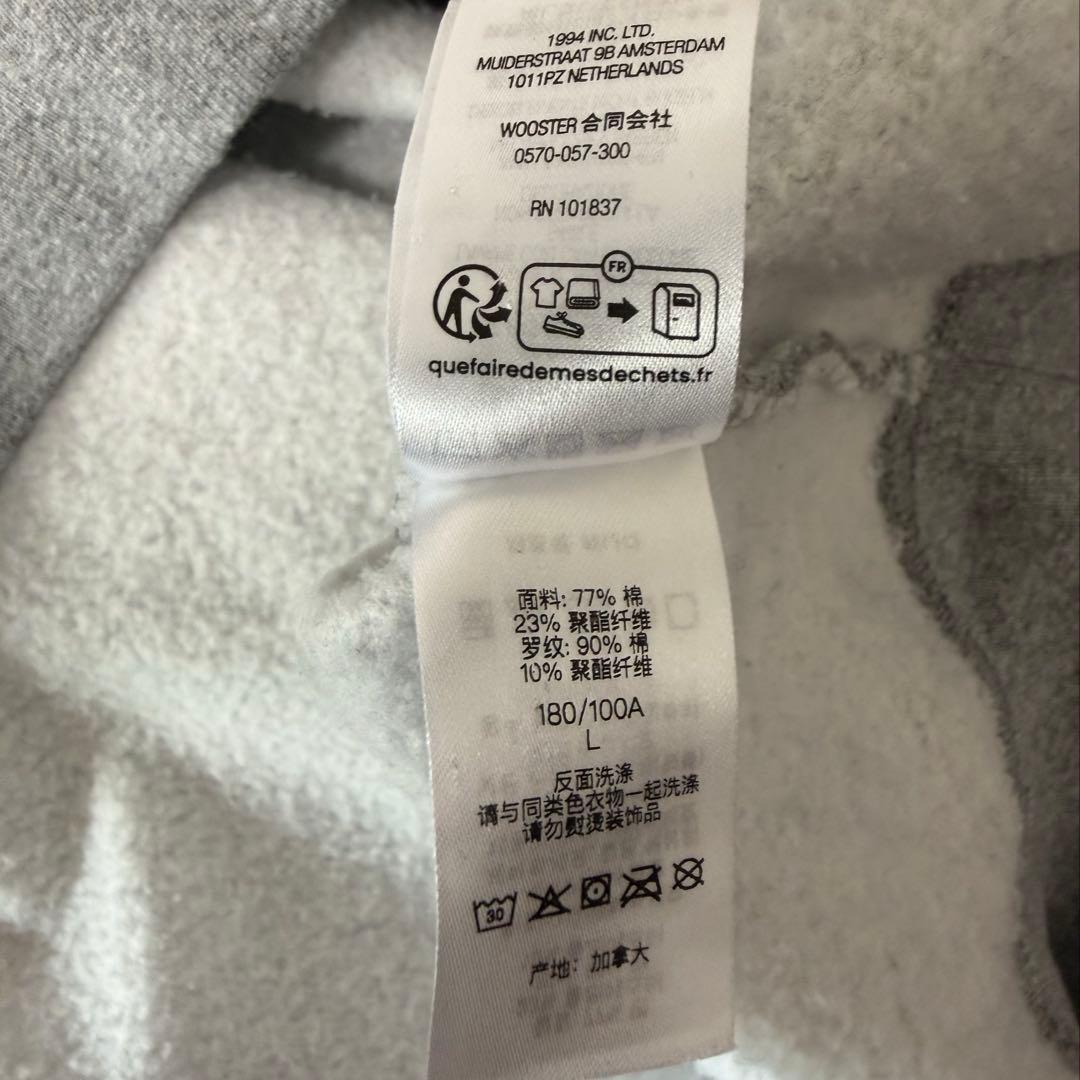 1994 INC. LTD.
MUIDERSTRAAT 9B AMSTERDAM
1011PZ NETHERLANDS
WOOSTER 合同会社
0570-057-300
RN 101837
FR
quefairedemesdechets.fr
面料: 77% 棉
23% 聚酯纤维
罗纹: 90% 棉
10% 聚酯纤维
180/100A
L
反面洗涤
请与同类色衣物一起洗涤
请勿熨烫装饰品
30
产地: 加拿大